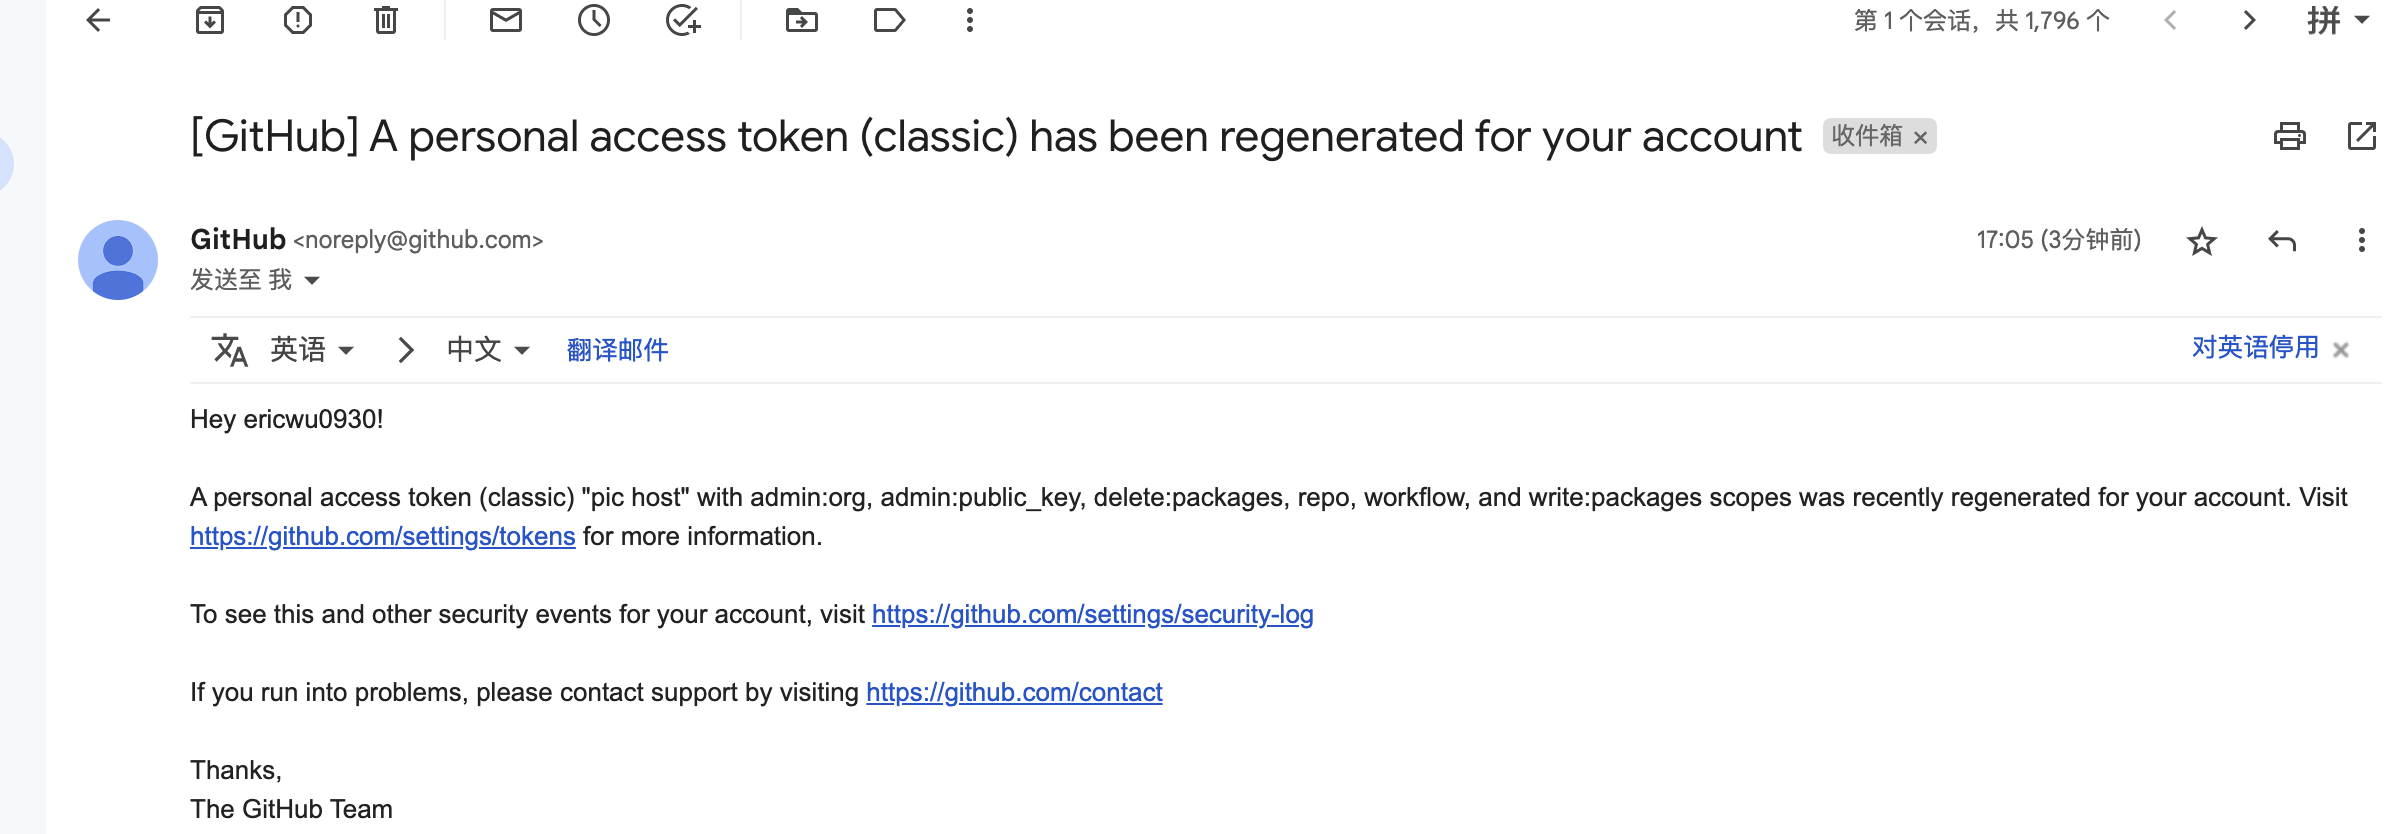 第 1 个会话，共 1,796 个
拼
[GitHub] A personal access token (classic) has been regenerated for your account 收件箱 ×
GitHub <noreply@github.com>
17:05 (3分钟前)
发送至 我
英语 中文 翻译邮件
对英语停用 ×
Hey ericwu0930!
A personal access token (classic) "pic host" with admin:org, admin:public_key, delete:packages, repo, workflow, and write:packages scopes was recently regenerated for your account. Visit
https://github.com/settings/tokens for more information.
To see this and other security events for your account, visit https://github.com/settings/security-log
If you run into problems, please contact support by visiting https://github.com/contact
Thanks,
The GitHub Team